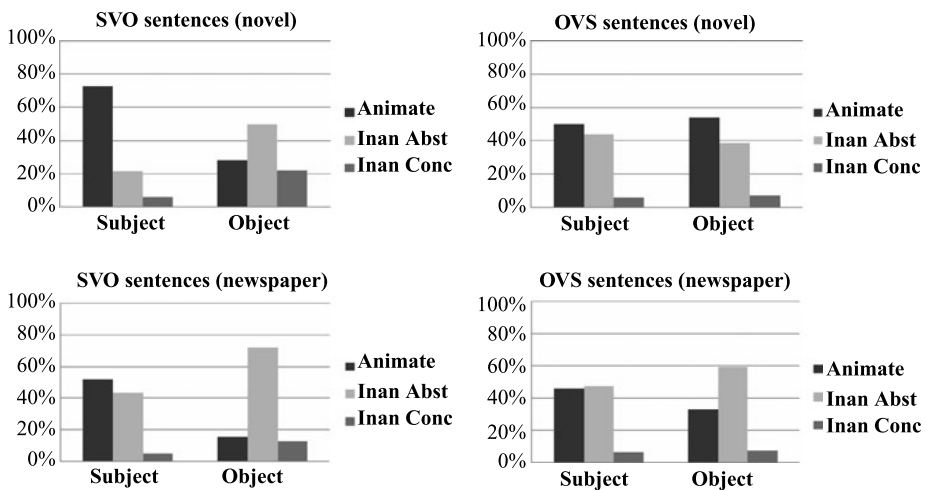 SVO sentences (novel)
100%
80%
60%
40%
20%
0%
Subject Object
Animate
Inan Abst
Inan Conc
OVS sentences (novel)
100%
80%
60%
40%
20%
0%
Subject Object
Animate
Inan Abst
Inan Conc
SVO sentences (newspaper)
100%
80%
60%
40%
20%
0%
Subject Object
Animate
Inan Abst
Inan Conc
OVS sentences (newspaper)
100%
80%
60%
40%
20%
0%
Subject Object
Animate
Inan Abst
Inan Conc